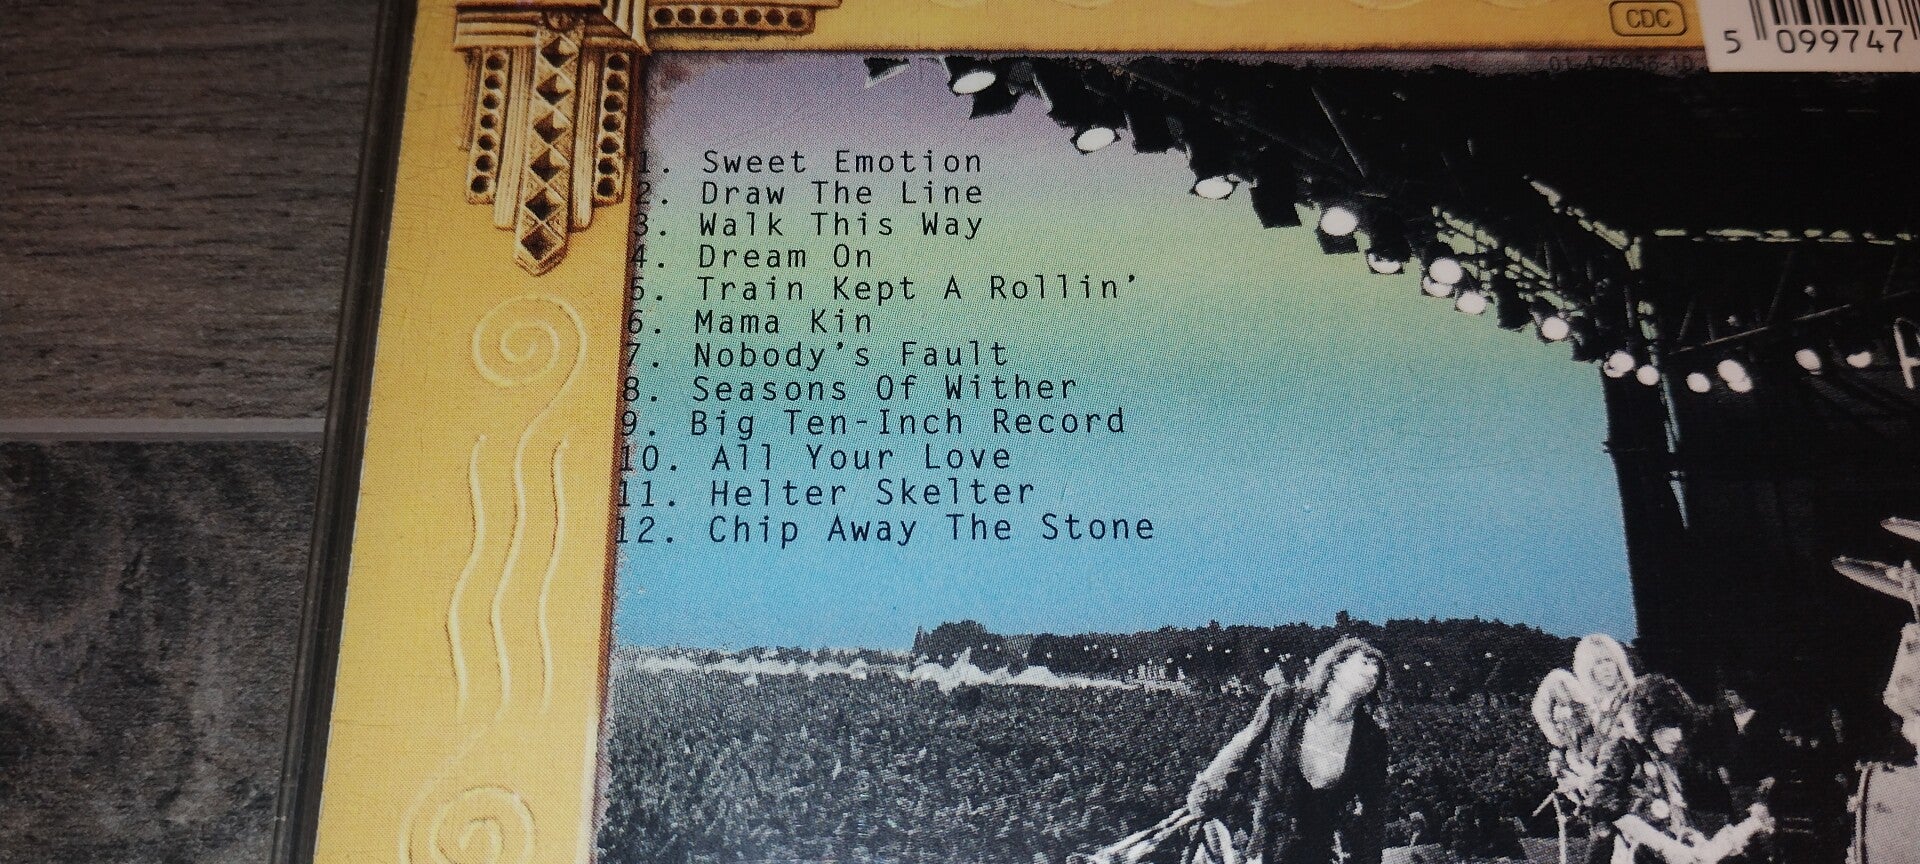 CDC
5 099747
1. Sweet Emotion
2. Draw The Line
3. Walk This Way
4. Dream On
5. Train Kept A Rollin'
6. Mama Kin
7. Nobody's Fault
8. Seasons Of Wither
9. Big Ten-Inch Record
10. All Your Love
11. Helter Skelter
12. Chip Away The Stone